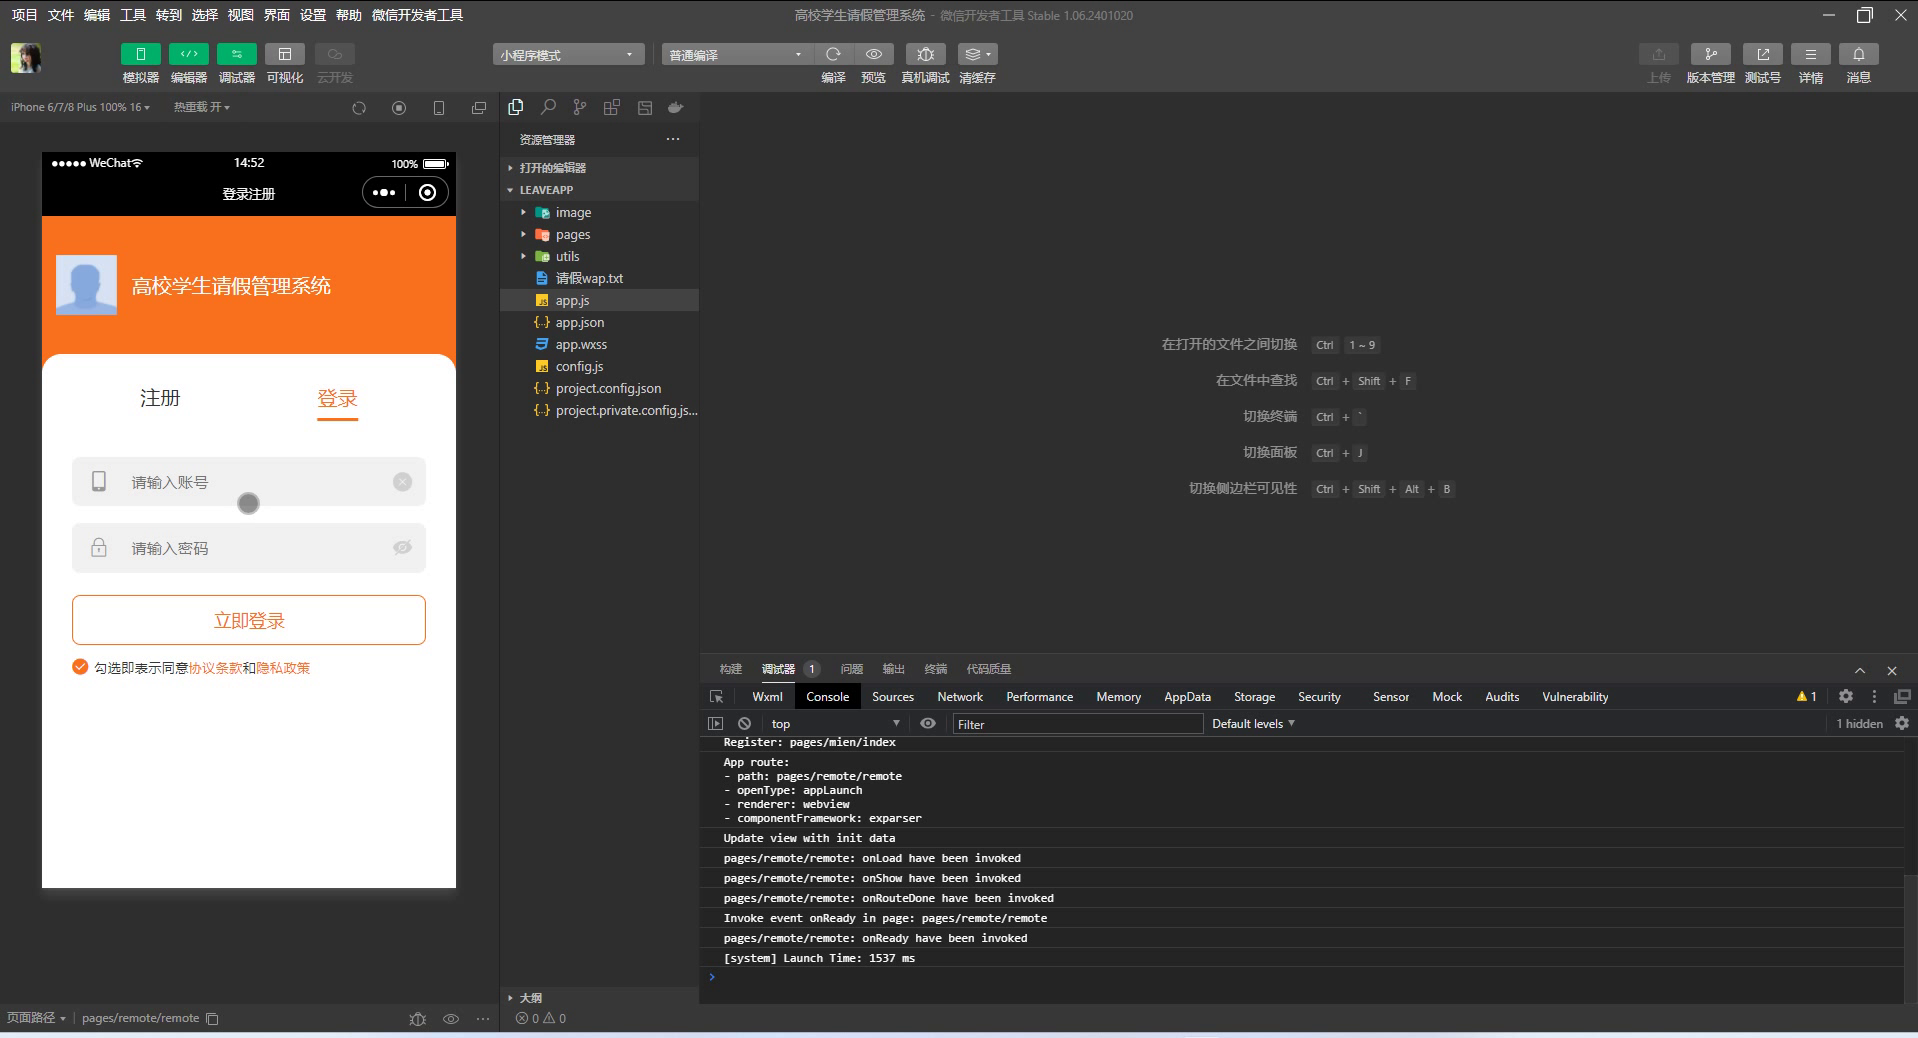 项目 文件 编辑 工具 转到 选择 视图 界面 设置 帮助 微信开发者工具
高校学生请假管理系统 - 微信开发者工具 Stable 1.06.2401020
小程序模式
普通编译
模拟器 编辑器 调试器 可视化 云开发
编译 预览 真机调试 清缓存
上传 版本管理 测试号 详情 消息
iPhone 6/7/8 Plus 100% 16
热重载 开
WeChat
14:52
100%
登录注册
高校学生请假管理系统
注册
登录
请输入账号
请输入密码
立即登录
勾选即表示同意协议条款和隐私政策
页面路径
pages/remote/remote
资源管理器
打开的编辑器
LEAVEAPP
image
pages
utils
请假wap.txt
app.js
app.json
app.wxss
config.js
project.config.json
project.private.config.js...
大纲
0
0
在打开的文件之间切换 Ctrl 1 ~ 9
在文件中查找 Ctrl + Shift + F
切换终端 Ctrl + `
切换面板 Ctrl + J
切换侧边栏可见性 Ctrl + Shift + Alt + B
构建 调试器 1 问题 输出 终端 代码质量
Wxml Console Sources Network Performance Memory AppData Storage Security Sensor Mock Audits Vulnerability
1
top
Filter
Default levels
1 hidden
Register: pages/mien/index
App route:
- path: pages/remote/remote
- openType: appLaunch
- renderer: webview
- componentFramework: exparser
Update view with init data
pages/remote/remote: onLoad have been invoked
pages/remote/remote: onShow have been invoked
pages/remote/remote: onRouteDone have been invoked
Invoke event onReady in page: pages/remote/remote
pages/remote/remote: onReady have been invoked
[system] Launch Time: 1537 ms